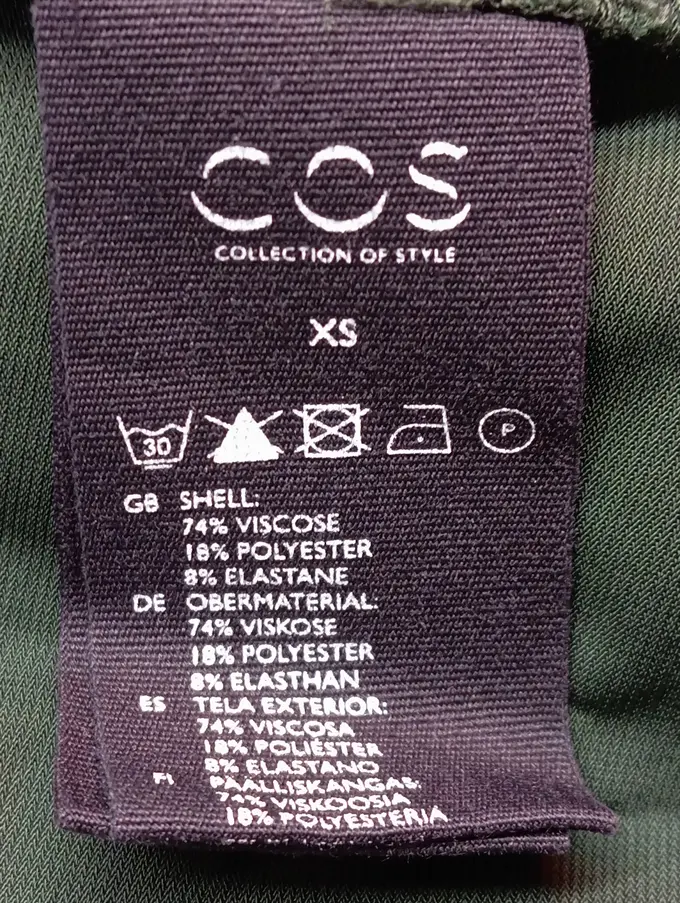 COS
COLLECTION OF STYLE
XS
30 P
GB SHELL:
74% VISCOSE
18% POLYESTER
8% ELASTANE
DE OBERMATERIAL:
74% VISKOSE
18% POLYESTER
8% ELASTHAN
ES TELA EXTERIOR:
74% VISCOSA
18% POLIÉSTER
8% ELASTANO
FI PÄÄLLISKANGAS:
74% VISKOOSIA
18% POLYESTERIA